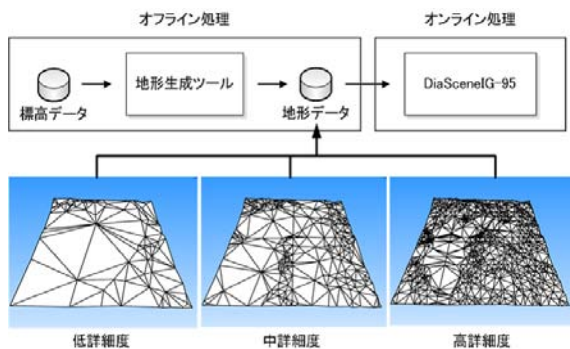 オフライン処理
オンライン処理
標高データ
地形生成ツール
地形データ
DiaSceneIG-95
低詳細度
中詳細度
高詳細度